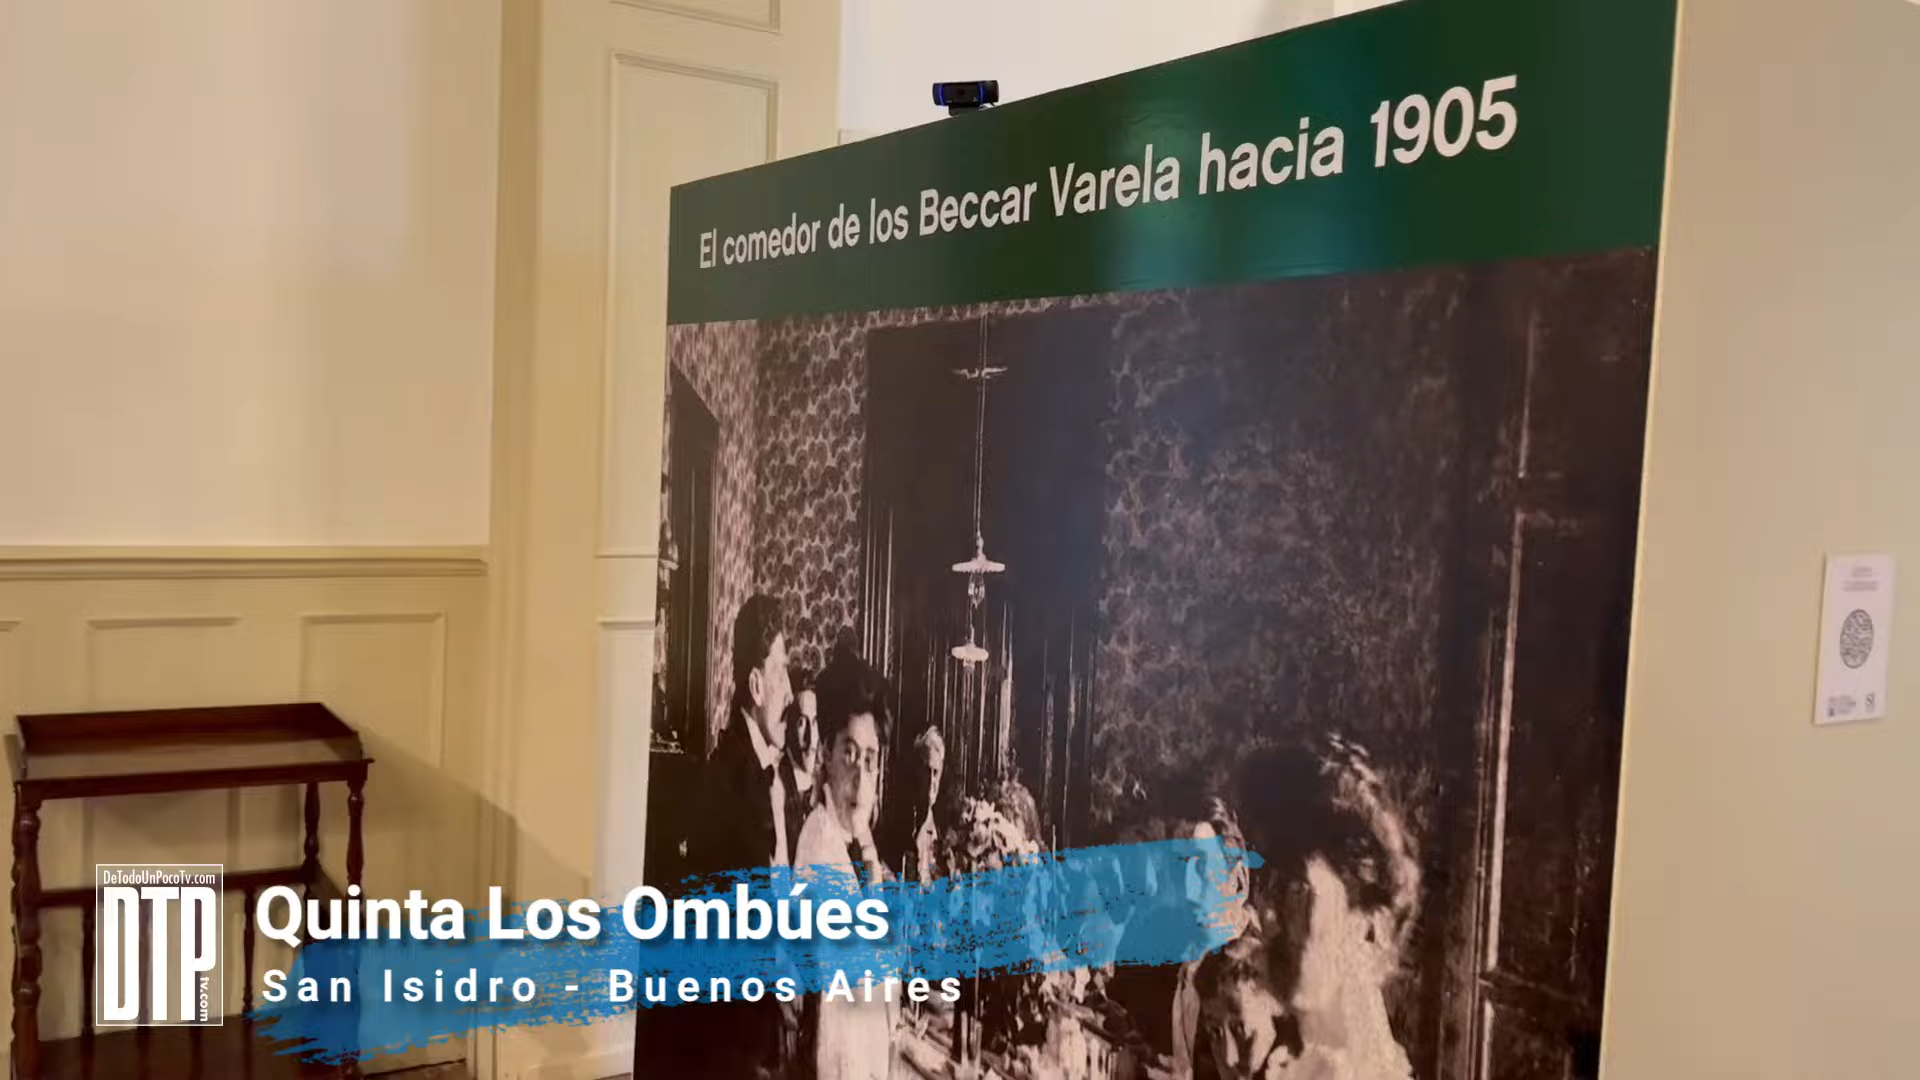 El comedor de los Beccar Varela hacia 1905
DeTodoUnPocoTv.com
DTP
tv.com
Quinta Los Ombúes
San Isidro - Buenos Aires